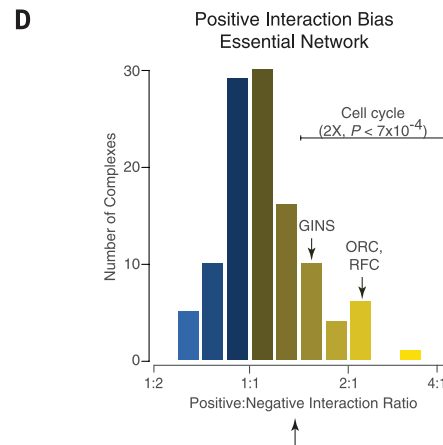 D
Positive Interaction Bias
Essential Network
Cell cycle
(2X, P < 7x10-4)
GINS
ORC,
RFC
Number of Complexes
30
20
10
0
1:2
1:1
2:1
4:1
Positive:Negative Interaction Ratio